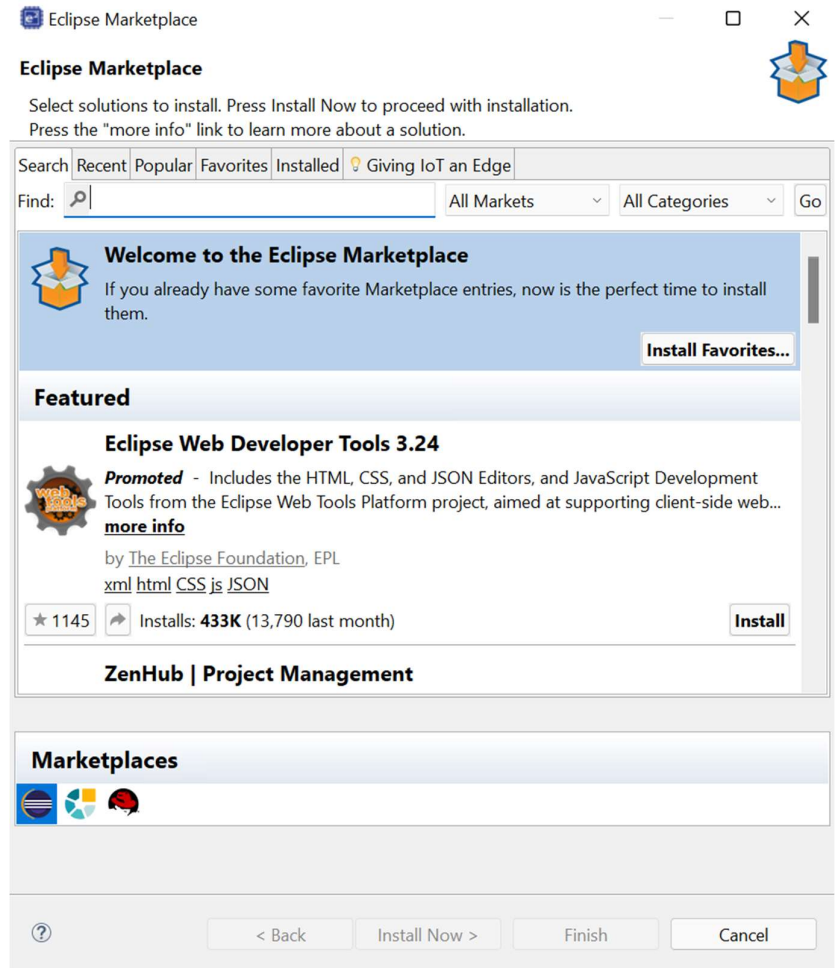 Eclipse Marketplace
Eclipse Marketplace
Select solutions to install. Press Install Now to proceed with installation.
Press the "more info" link to learn more about a solution.
Search Recent Popular Favorites Installed Giving IoT an Edge
Find: All Markets All Categories Go
Welcome to the Eclipse Marketplace
If you already have some favorite Marketplace entries, now is the perfect time to install
them.
Install Favorites...
Featured
Eclipse Web Developer Tools 3.24
Promoted - Includes the HTML, CSS, and JSON Editors, and JavaScript Development
Tools from the Eclipse Web Tools Platform project, aimed at supporting client-side web...
more info
by The Eclipse Foundation, EPL
xml html CSS js JSON
web
tools
1145 Installs: 433K (13,790 last month) Install
ZenHub | Project Management
Marketplaces
? < Back Install Now > Finish Cancel